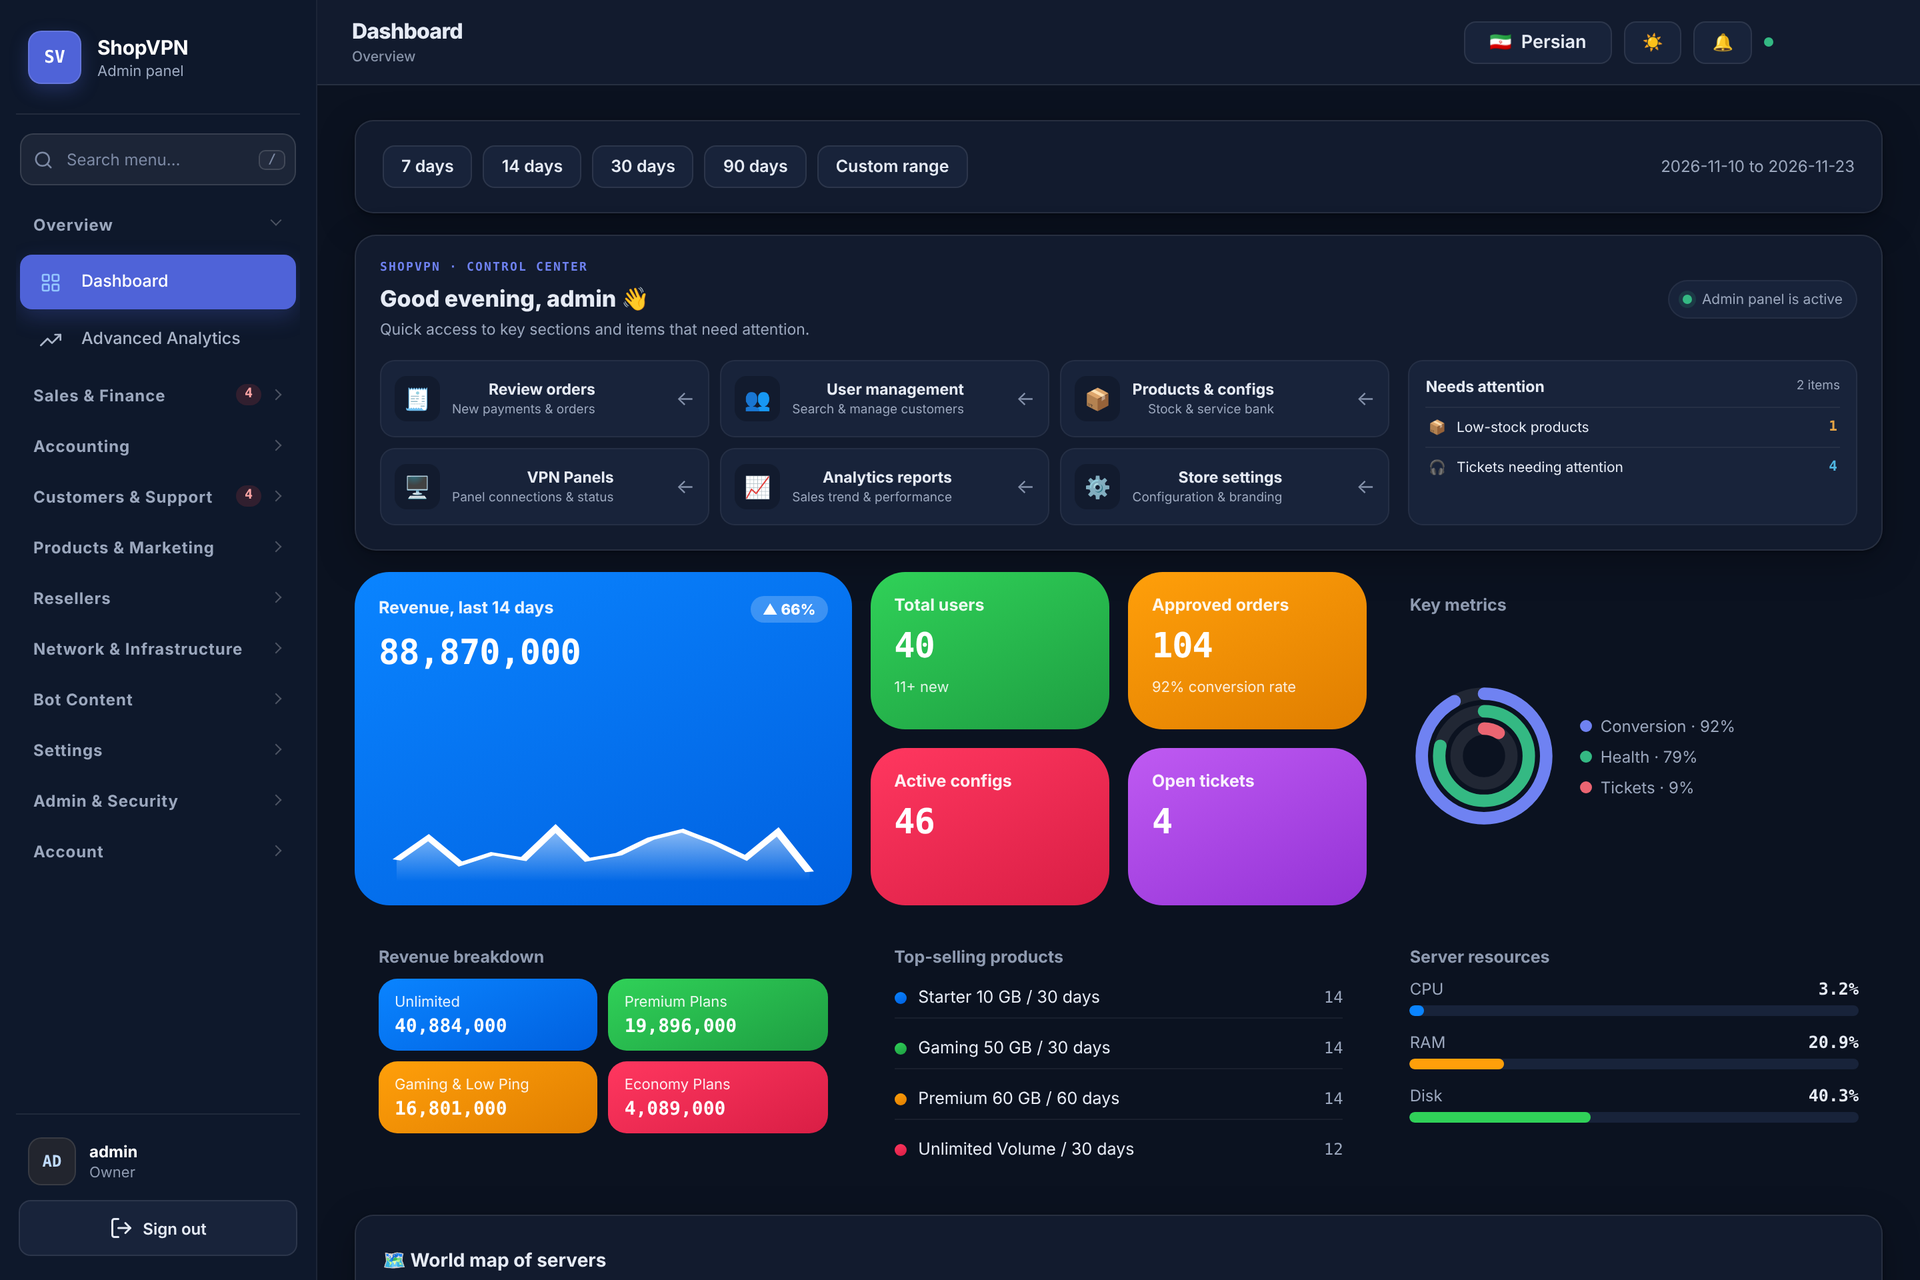 SV
ShopVPN
Admin panel
Search menu...
/
Overview
Dashboard
Advanced Analytics
Sales & Finance 4
Accounting
Customers & Support 4
Products & Marketing
Resellers
Network & Infrastructure
Bot Content
Settings
Admin & Security
Account
AD
admin
Owner
Sign out
Dashboard
Overview
Persian
7 days
14 days
30 days
90 days
Custom range
2026-11-10 to 2026-11-23
SHOPVPN · CONTROL CENTER
Good evening, admin 👋
Quick access to key sections and items that need attention.
Admin panel is active
Review orders
New payments & orders
User management
Search & manage customers
Products & configs
Stock & service bank
VPN Panels
Panel connections & status
Analytics reports
Sales trend & performance
Store settings
Configuration & branding
Needs attention
2 items
Low-stock products 1
Tickets needing attention 4
Revenue, last 14 days
▲ 66%
88,870,000
Total users
40
11+ new
Approved orders
104
92% conversion rate
Active configs
46
Open tickets
4
Key metrics
Conversion · 92%
Health · 79%
Tickets · 9%
Revenue breakdown
Unlimited
40,884,000
Premium Plans
19,896,000
Gaming & Low Ping
16,801,000
Economy Plans
4,089,000
Top-selling products
Starter 10 GB / 30 days 14
Gaming 50 GB / 30 days 14
Premium 60 GB / 60 days 14
Unlimited Volume / 30 days 12
Server resources
CPU 3.2%
RAM 20.9%
Disk 40.3%
🗺️ World map of servers